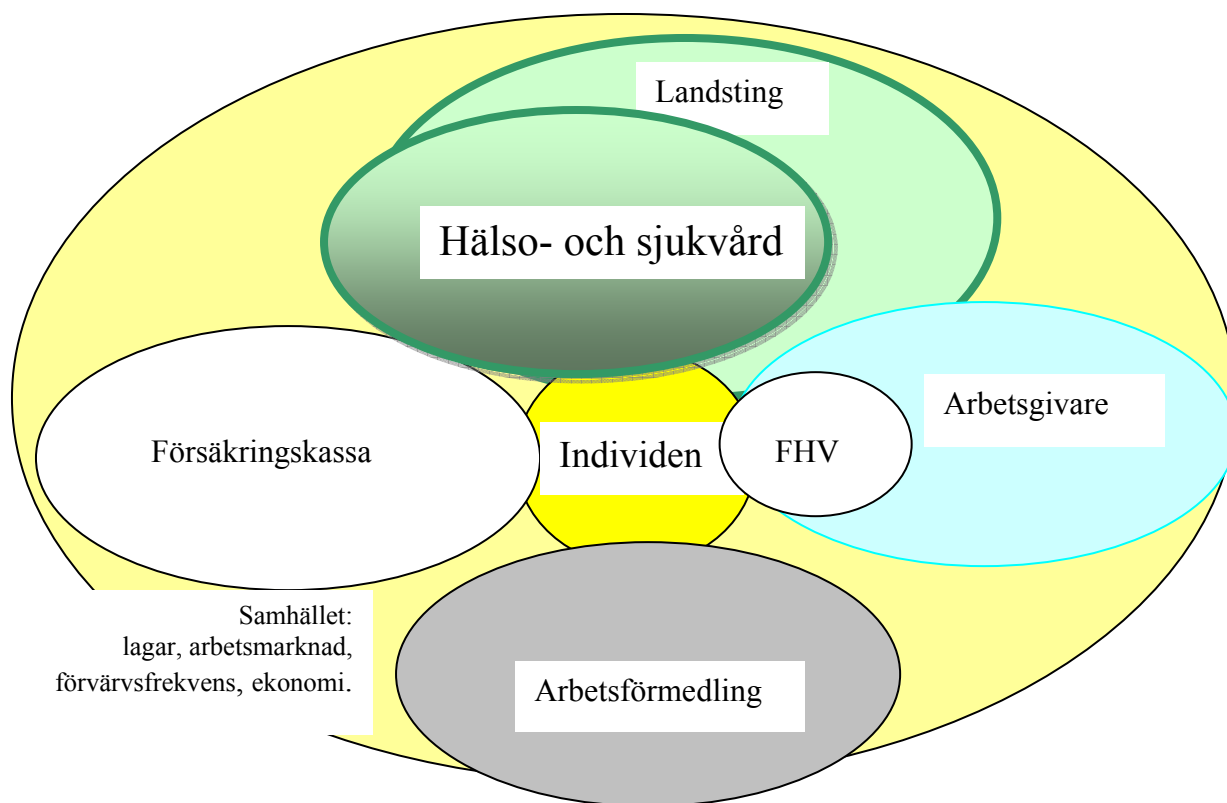 Landsting
Hälso- och sjukvård
Arbetsgivare
Försäkringskassa
Individen
FHV
Samhället:
lagar, arbetsmarknad,
förvärvsfrekvens, ekonomi.
Arbetsförmedling